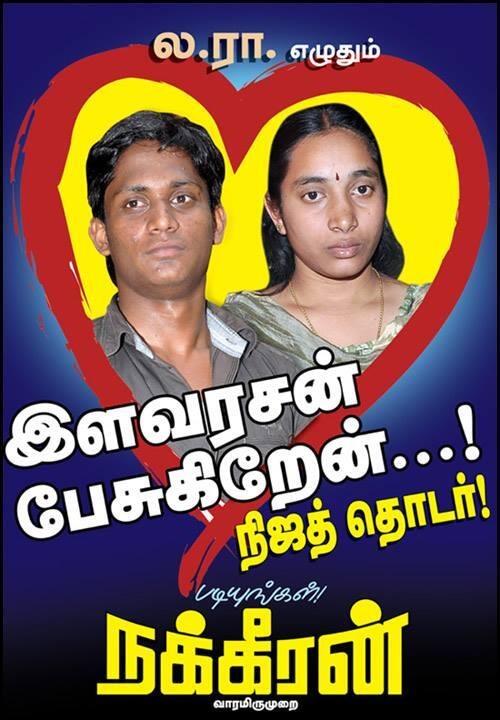 ல.ரா. எழுதும்
இளவரசன்
பேசுகிறேன்...!
நிஜத் தொடர்!
படியுங்கள்!
நக்கீரன்
வாரமிருமுறை